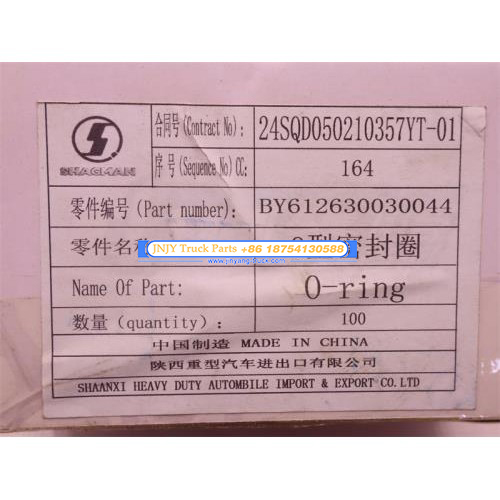 SHACMAN
合同号(Contract No): 24SQD050210357YT-01
序号(Sequence No)CC: 164
零件编号(Part number): BY612630030044
零件名称 型密封圈
JNJY Truck Parts +86 18754130588
www.jinyangtruck.com
Name Of Part: O-ring
数量(quantity): 100
中国制造 MADE IN CHINA
陕西重型汽车进出口有限公司
SHAANXI HEAVY DUTY AUTOMBILE IMPORT & EXPORT CO.LTD